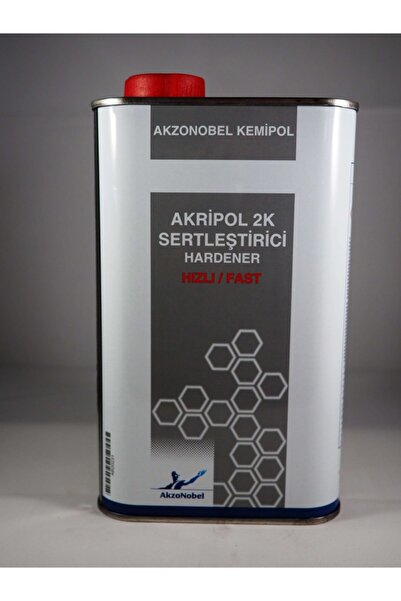 AKZONOBEL KEMİPOL
AKRİPOL 2K
SERTLEŞTİRİCİ
HARDENER
HIZLI / FAST
AkzoNobel